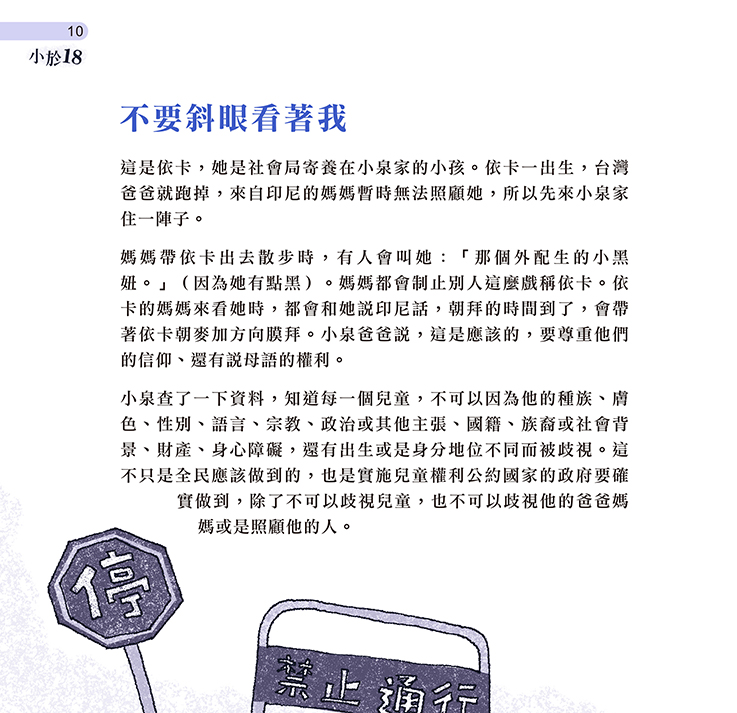 10
小於18
不要斜眼看著我
這是依卡，她是社會局寄養在小泉家的小孩。依卡一出生，台灣
爸爸就跑掉，來自印尼的媽媽暫時無法照顧她，所以先來小泉家
住一陣子。
媽媽帶依卡出去散步時，有人會叫她：「那個外配生的小黑
妞。」（因為她有點黑）。媽媽都會制止別人這麼戲稱依卡。依
卡的媽媽來看她時，都會和她說印尼話，朝拜的時間到了，會帶
著依卡朝麥加方向膜拜。小泉爸爸說，這是應該的，要尊重他們
的信仰、還有說母語的權利。
小泉查了一下資料，知道每一個兒童，不可以因為他的種族、膚
色、性別、語言、宗教、政治或其他主張、國籍、族裔或社會背
景、財產、身心障礙，還有出生或是身分地位不同而被歧視。這
不只是全民應該做到的，也是實施兒童權利公約國家的政府要確
實做到，除了不可以歧視兒童，也不可以歧視他的爸爸媽
媽或是照顧他的人。
停
禁止通行